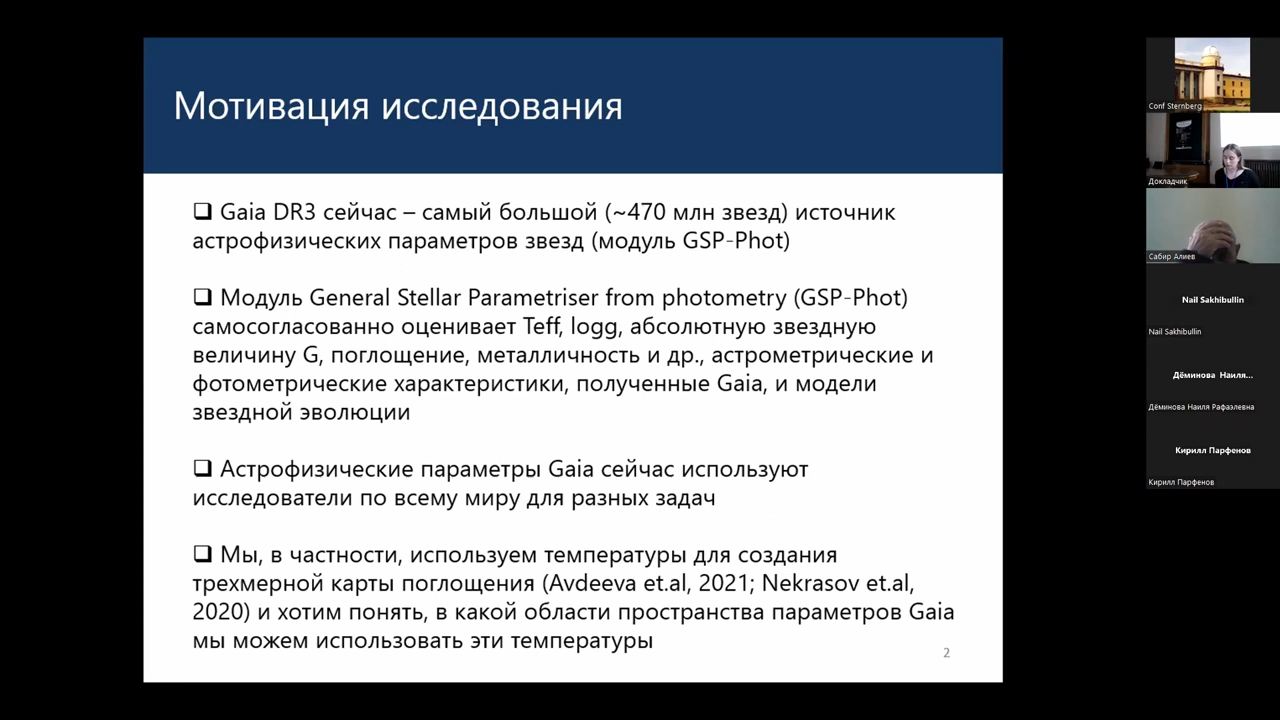 Мотивация исследования
❑ Gaia DR3 сейчас – самый большой (~470 млн звезд) источник
астрофизических параметров звезд (модуль GSP-Phot)
❑ Модуль General Stellar Parametriser from photometry (GSP-Phot)
самосогласованно оценивает Teff, logg, абсолютную звездную
величину G, поглощение, металличность и др., астрометрические и
фотометрические характеристики, полученные Gaia, и модели
звездной эволюции
❑ Астрофизические параметры Gaia сейчас используют
исследователи по всему миру для разных задач
❑ Мы, в частности, используем температуры для создания
трехмерной карты поглощения (Avdeeva et.al, 2021; Nekrasov et.al,
2020) и хотим понять, в какой области пространства параметров Gaia
мы можем использовать эти температуры
2
Conf Sternberg
Докладчик
Сабир Алиев
Nail Sakhibullin
Nail Sakhibullin
Дёминова Наиля...
Дёминова Наиля Рафаэлевна
Кирилл Парфенов
Кирилл Парфенов